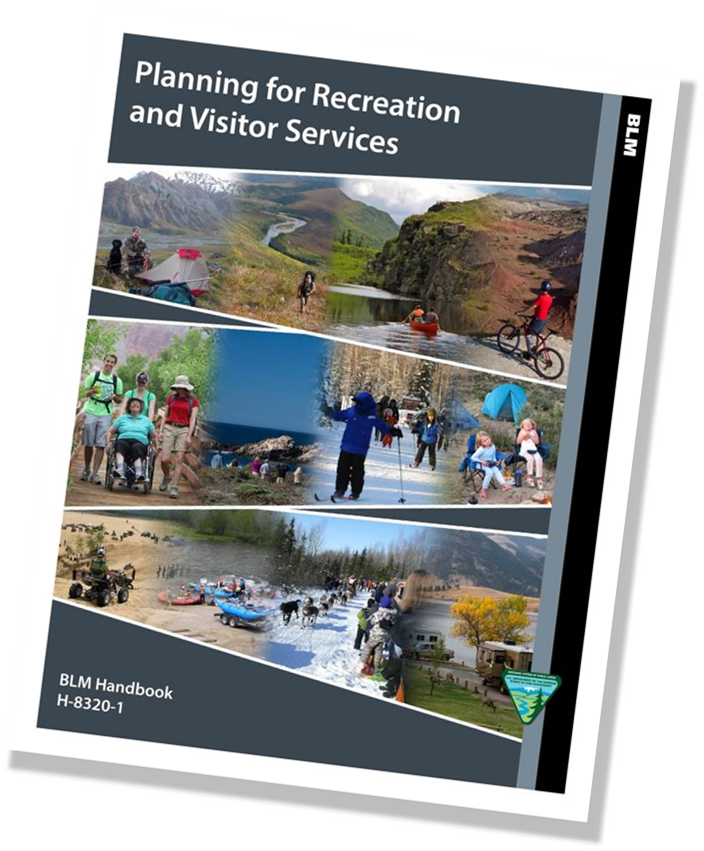 Planning for Recreation
and Visitor Services
BLM
BLM Handbook
H-8320-1